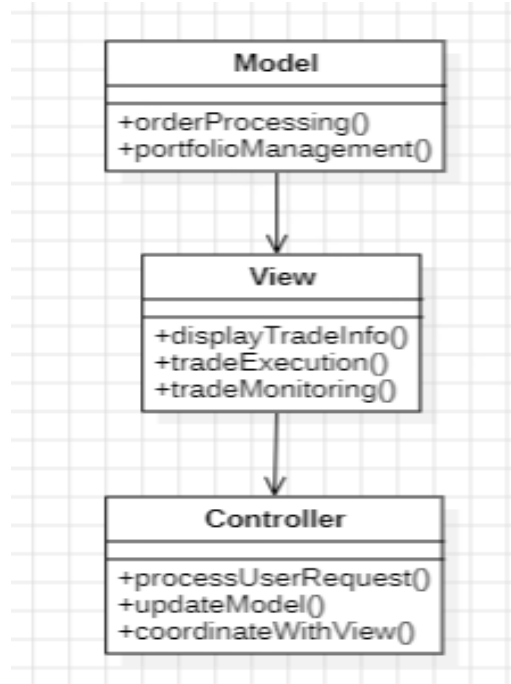 Model
+orderProcessing()
+portfolioManagement()
View
+displayTradeInfo()
+tradeExecution()
+tradeMonitoring()
Controller
+processUserRequest()
+updateModel()
+coordinateWithView()